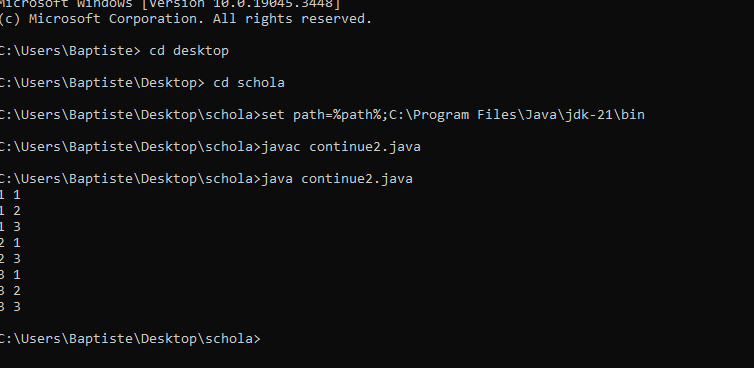 Microsoft Windows [Version 10.0.19045.3448]
(c) Microsoft Corporation. All rights reserved.
C:\Users\Baptiste> cd desktop
C:\Users\Baptiste\Desktop> cd schola
C:\Users\Baptiste\Desktop\schola>set path=%path%;C:\Program Files\Java\jdk-21\bin
C:\Users\Baptiste\Desktop\schola>javac continue2.java
C:\Users\Baptiste\Desktop\schola>java continue2.java
1 1
1 2
1 3
2 1
2 3
3 1
3 2
3 3
C:\Users\Baptiste\Desktop\schola>